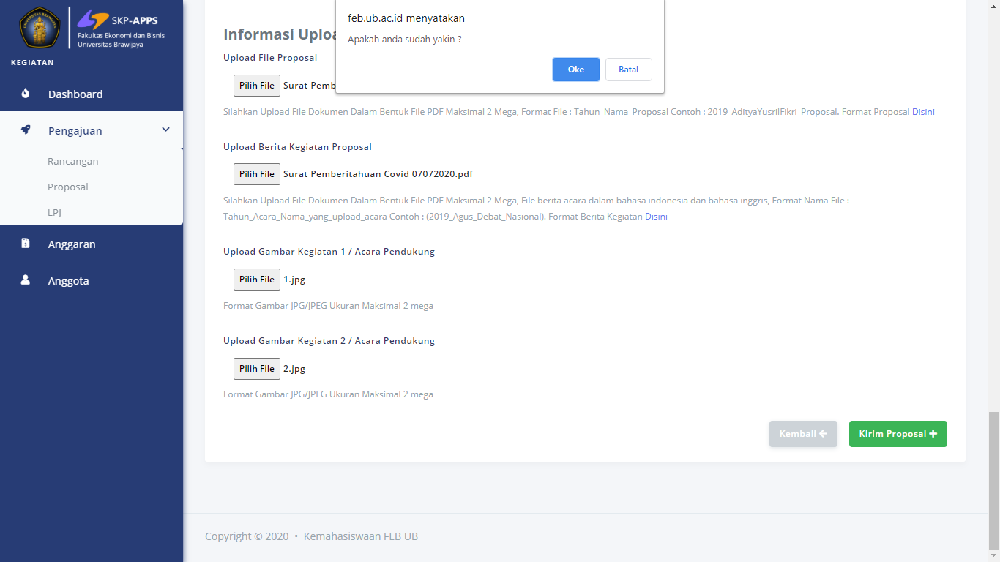 SKP-APPS
Fakultas Ekonomi dan Bisnis
Universitas Brawijaya
KEGIATAN
Dashboard
Pengajuan
Rancangan
Proposal
LPJ
Anggaran
Anggota
feb.ub.ac.id menyatakan
Apakah anda sudah yakin ?
Oke
Batal
Informasi
Upload File Proposal
Pilih File Surat
Silahkan Upload File Dokumen Dalam Bentuk File PDF Maksimal 2 Mega, Format File : Tahun_Nama_Proposal Contoh : 2019_AdityaYusrilFikri_Proposal. Format Proposal Disini
Upload Berita Kegiatan Proposal
Pilih File Surat Pemberitahuan Covid 07072020.pdf
Silahkan Upload File Dokumen Dalam Bentuk File PDF Maksimal 2 Mega, File berita acara dalam bahasa indonesia dan bahasa inggris, Format Nama File :
Tahun_Acara_Nama_yang_upload_acara Contoh : (2019_Agus_Debat_Nasional). Format Berita Kegiatan Disini
Upload Gambar Kegiatan 1 / Acara Pendukung
Pilih File 1.jpg
Format Gambar JPG/JPEG Ukuran Maksimal 2 mega
Upload Gambar Kegiatan 2 / Acara Pendukung
Pilih File 2.jpg
Format Gambar JPG/JPEG Ukuran Maksimal 2 mega
Kembali
Kirim Proposal
Copyright © 2020 • Kemahasiswaan FEB UB